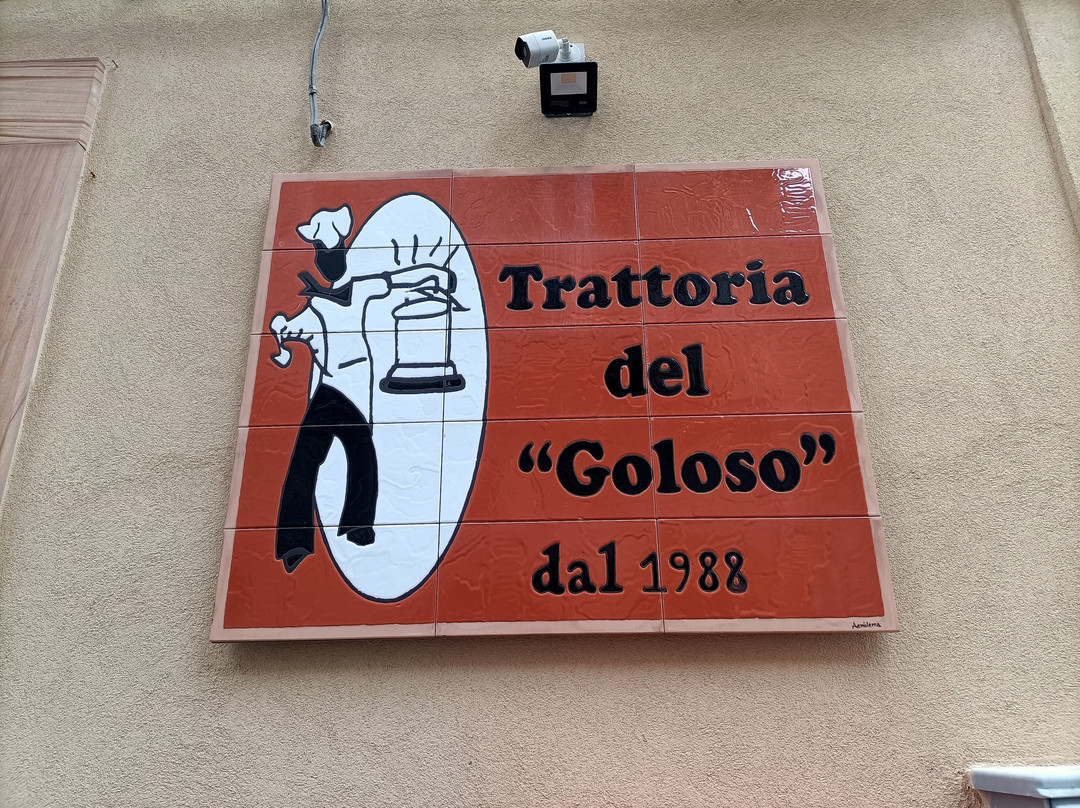 Trattoria
del
“Goloso”
dal 1988